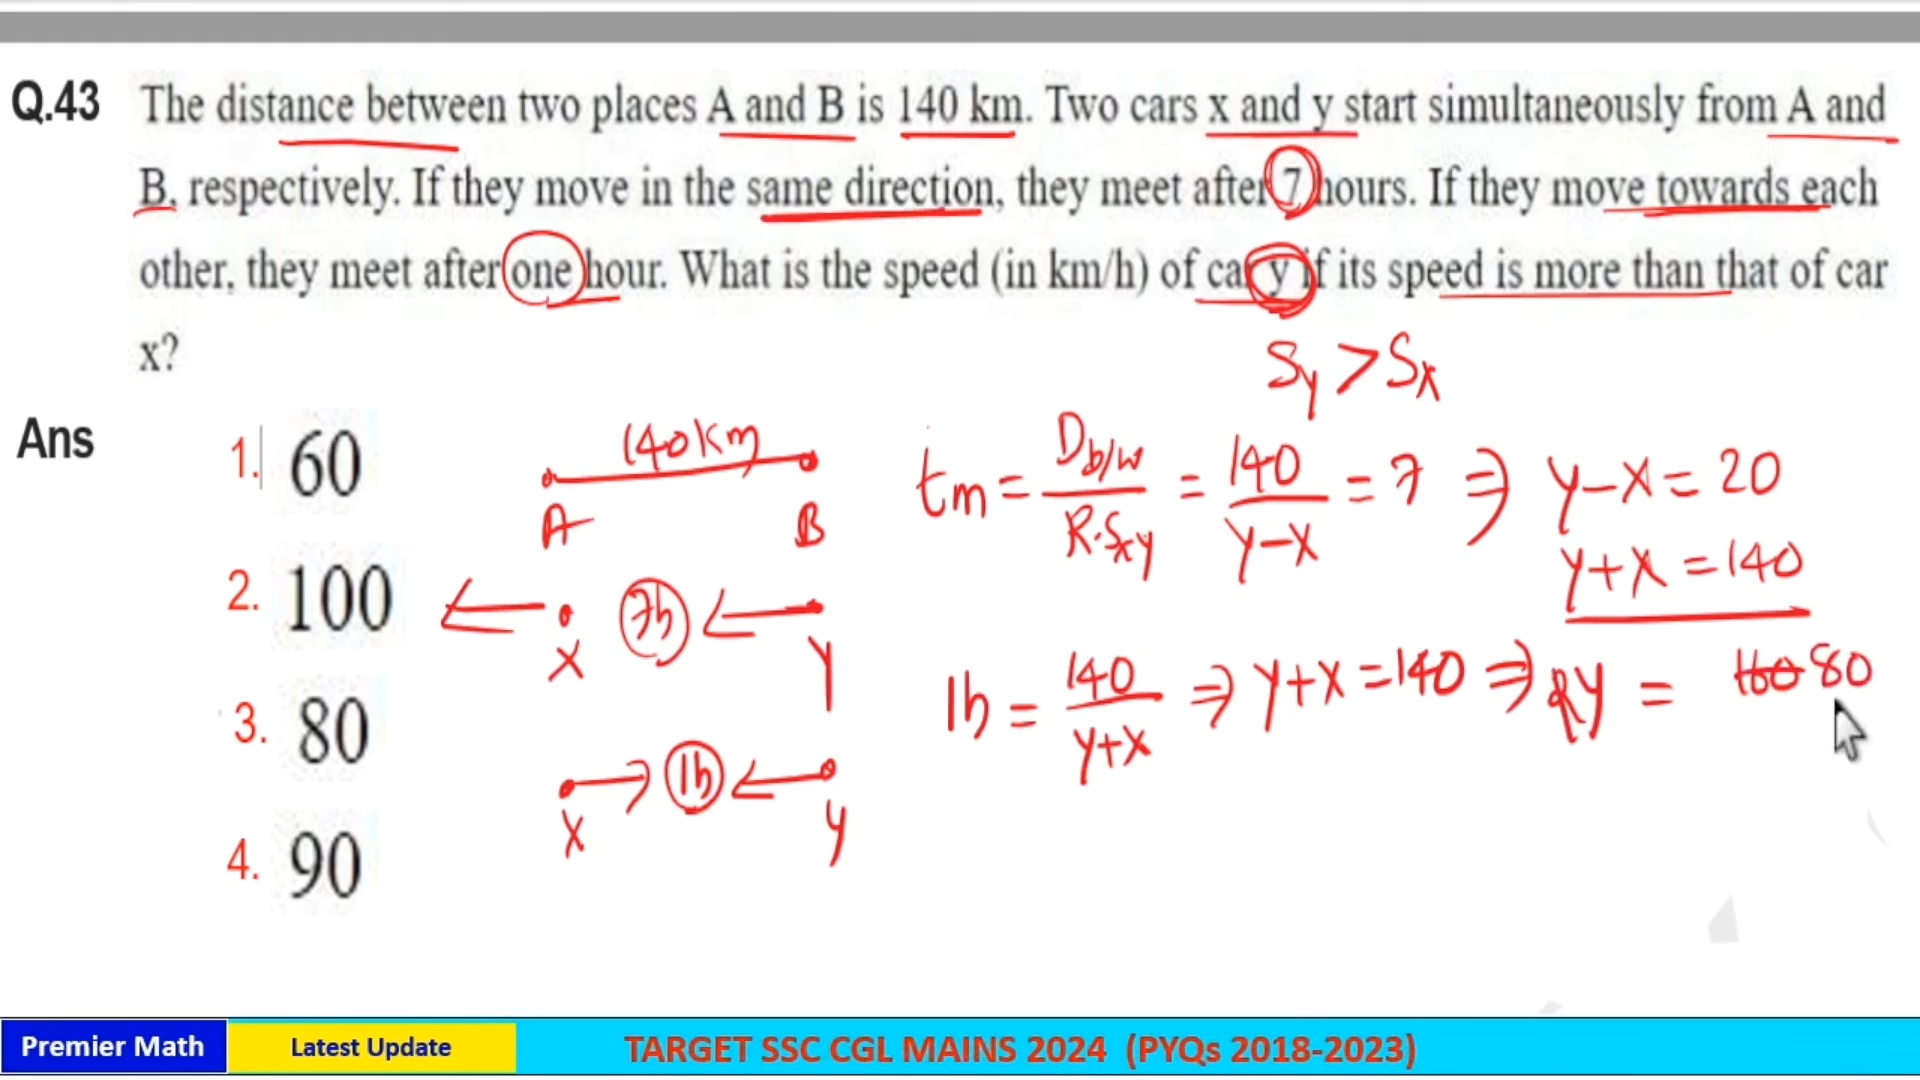 Q.43 The distance between two places A and B is 140 km. Two cars x and y start simultaneously from A and
B, respectively. If they move in the same direction, they meet after 7 hours. If they move towards each
other, they meet after one hour. What is the speed (in km/h) of car y if its speed is more than that of car
x?
Sy > Sx
Ans
1. 60
2. 100
3. 80
4. 90
140km
A B
7h
X Y
1h
X Y
tm = Db/w / R.Sxy = 140 / Y-X = 7 ⇒ Y-X = 20
Y+X = 140
1h = 140 / Y+X ⇒ Y+X = 140 ⇒ 2Y = 160 80
Premier Math Latest Update TARGET SSC CGL MAINS 2024 (PYQs 2018-2023)